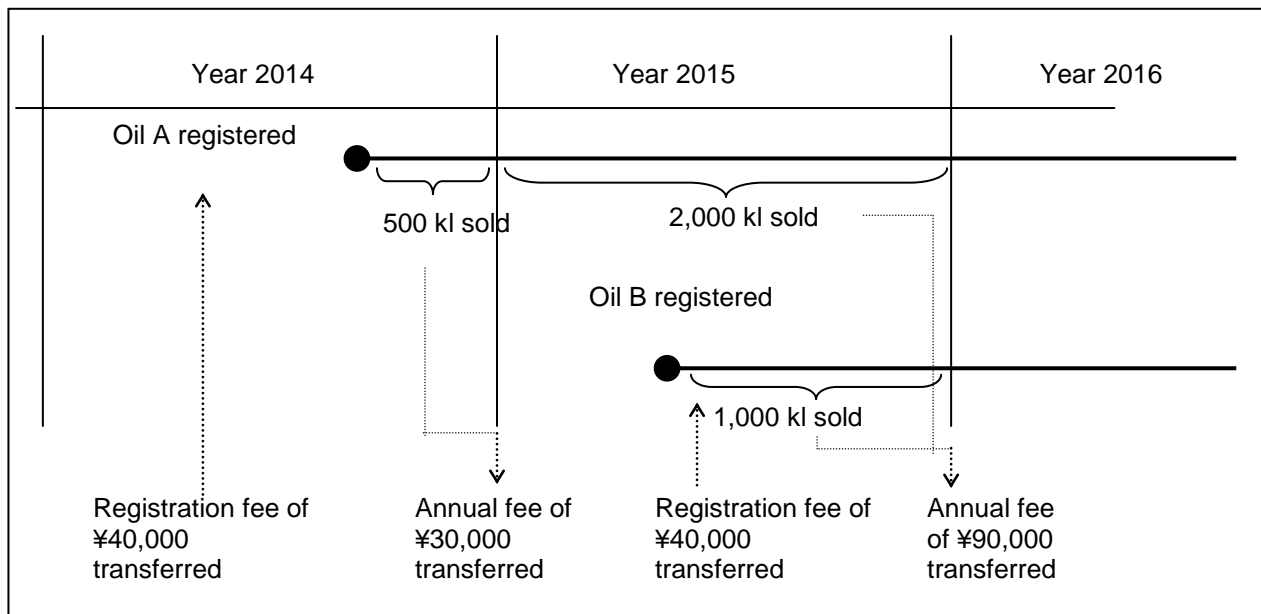 Year 2014
Year 2015
Year 2016
Oil A registered
500 kl sold
2,000 kl sold
Oil B registered
1,000 kl sold
Registration fee of
¥40,000
transferred
Annual fee of
¥30,000
transferred
Registration fee of
¥40,000
transferred
Annual fee
of ¥90,000
transferred